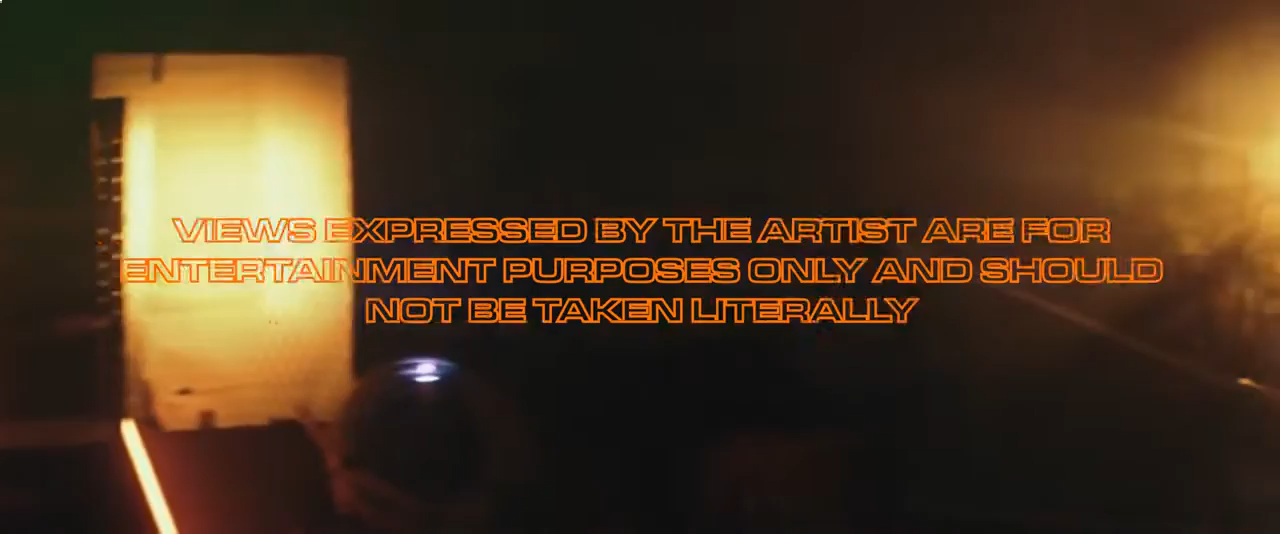 VIEWS EXPRESSED BY THE ARTIST ARE FOR
ENTERTAINMENT PURPOSES ONLY AND SHOULD
NOT BE TAKEN LITERALLY